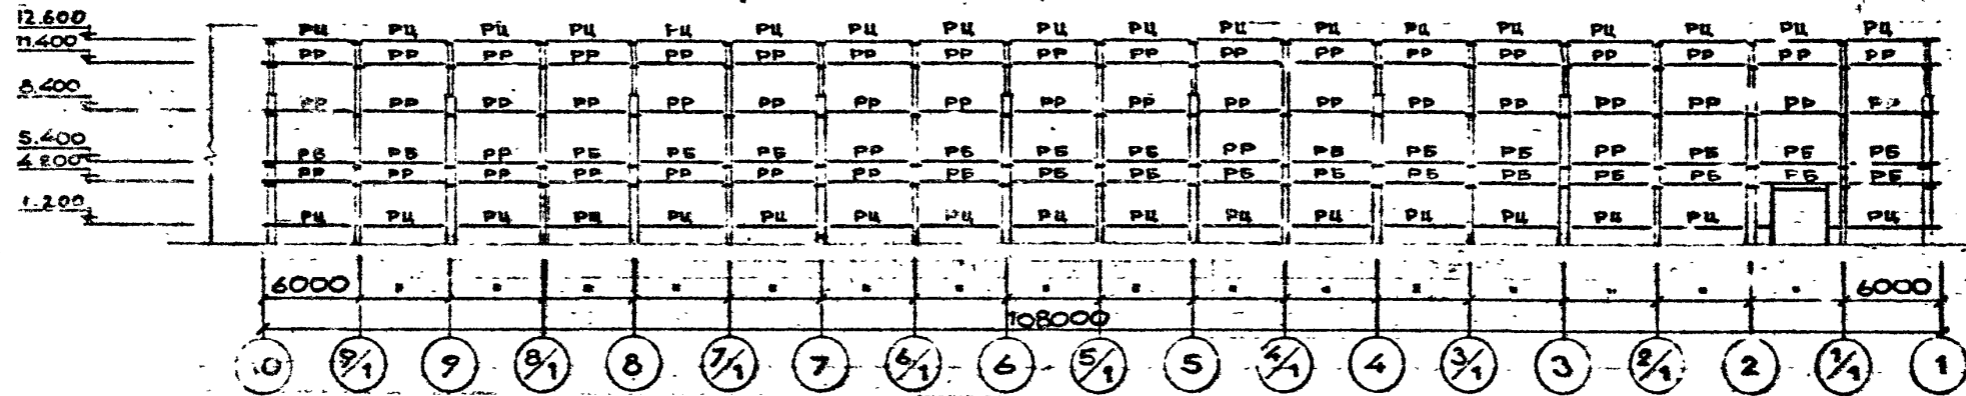 12.600 РЦ РЦ РЦ РЦ РЦ РЦ РЦ РЦ РЦ РЦ РЦ РЦ РЦ РЦ РЦ РЦ РЦ РЦ
11.400 РР РР РР РР РР РР РР РР РР РР РР РР РР РР РР РР РР РР
8.400 РР РР РР РР РР РР РР РР РР РР РР РР РР РР РР РР РР РР
5.400 РБ РБ РР РБ РБ РБ РР РБ РБ РБ РР РБ РБ РБ РР РБ РБ РБ
4.800 РР РР РР РР РР РР РР РБ РБ РБ РБ РБ РБ РБ РБ РБ РБ РБ
1.200 РЦ РЦ РЦ РЦ РЦ РЦ РЦ РЦ РЦ РЦ РЦ РЦ РЦ РЦ РЦ РЦ РЦ
6000 " " " " " " " " " " " " " " " " 6000
108000
9/1 9 8/1 8 7/1 7 6/1 6 5/1 5 4/1 4 3/1 3 2/1 2 1/1 1